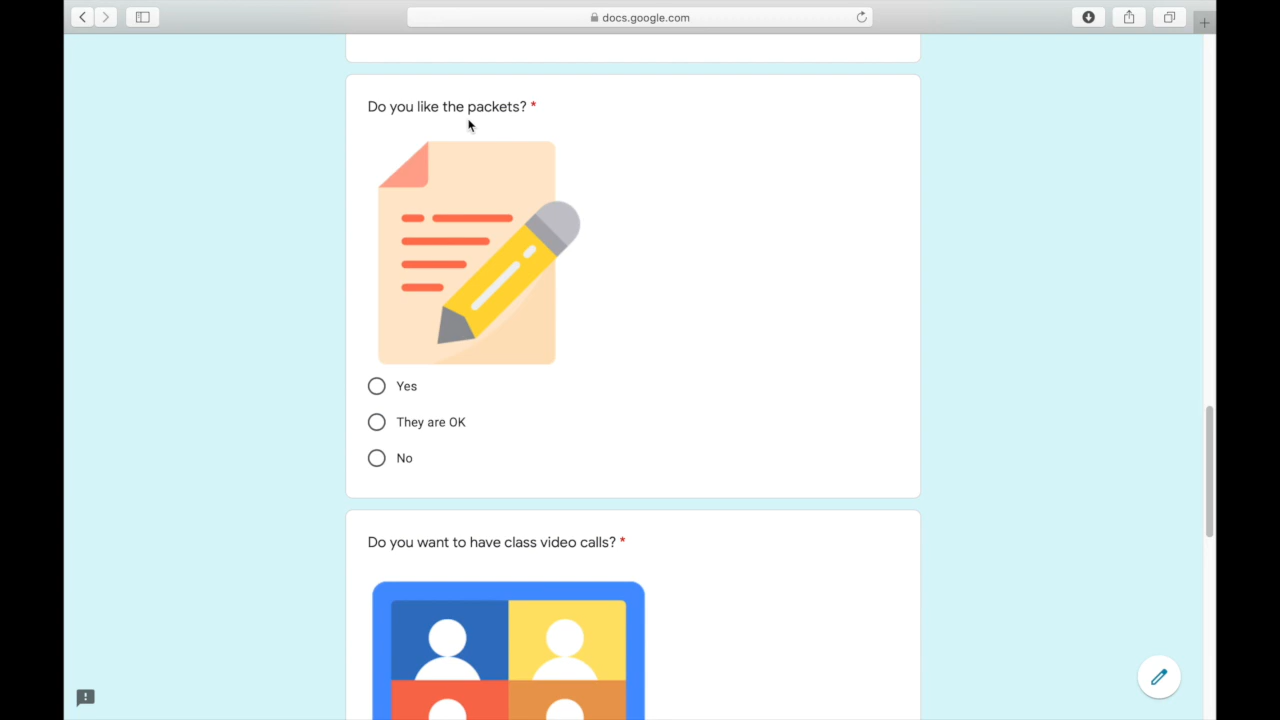 docs.google.com
Do you like the packets? *
Yes
They are OK
No
Do you want to have class video calls? *